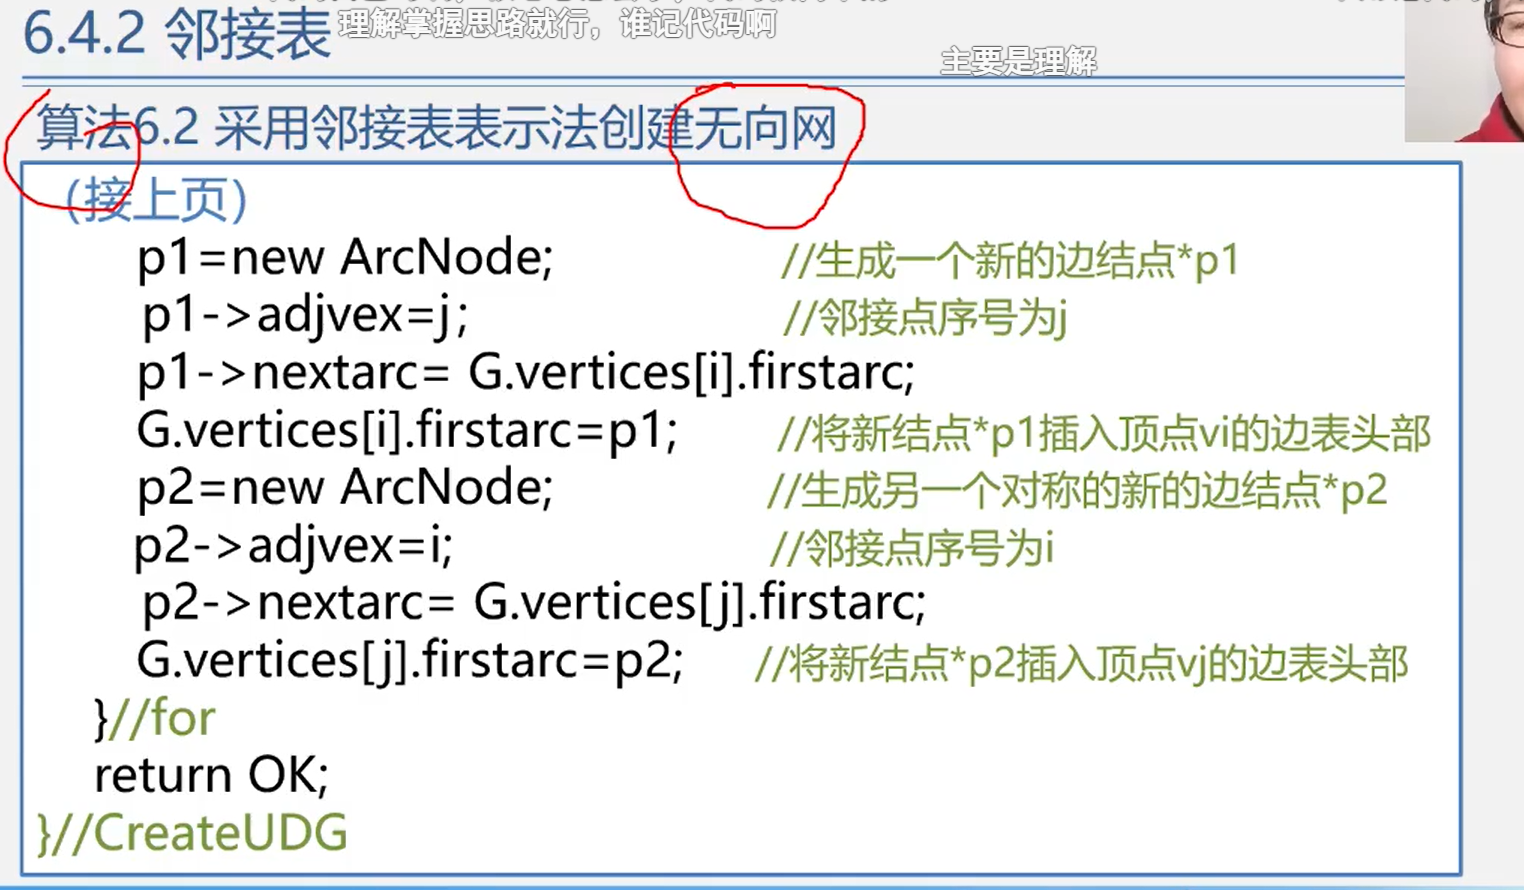 6.4.2 邻接表
理解掌握思路就行，谁记代码啊
主要是理解
算法6.2 采用邻接表表示法创建无向网
（接上页）
p1=new ArcNode; //生成一个新的边结点*p1
p1->adjvex=j; //邻接点序号为j
p1->nextarc= G.vertices[i].firstarc;
G.vertices[i].firstarc=p1; //将新结点*p1插入顶点vi的边表头部
p2=new ArcNode; //生成另一个对称的新的边结点*p2
p2->adjvex=i; //邻接点序号为i
p2->nextarc= G.vertices[j].firstarc;
G.vertices[j].firstarc=p2; //将新结点*p2插入顶点vj的边表头部
}//for
return OK;
}//CreateUDG